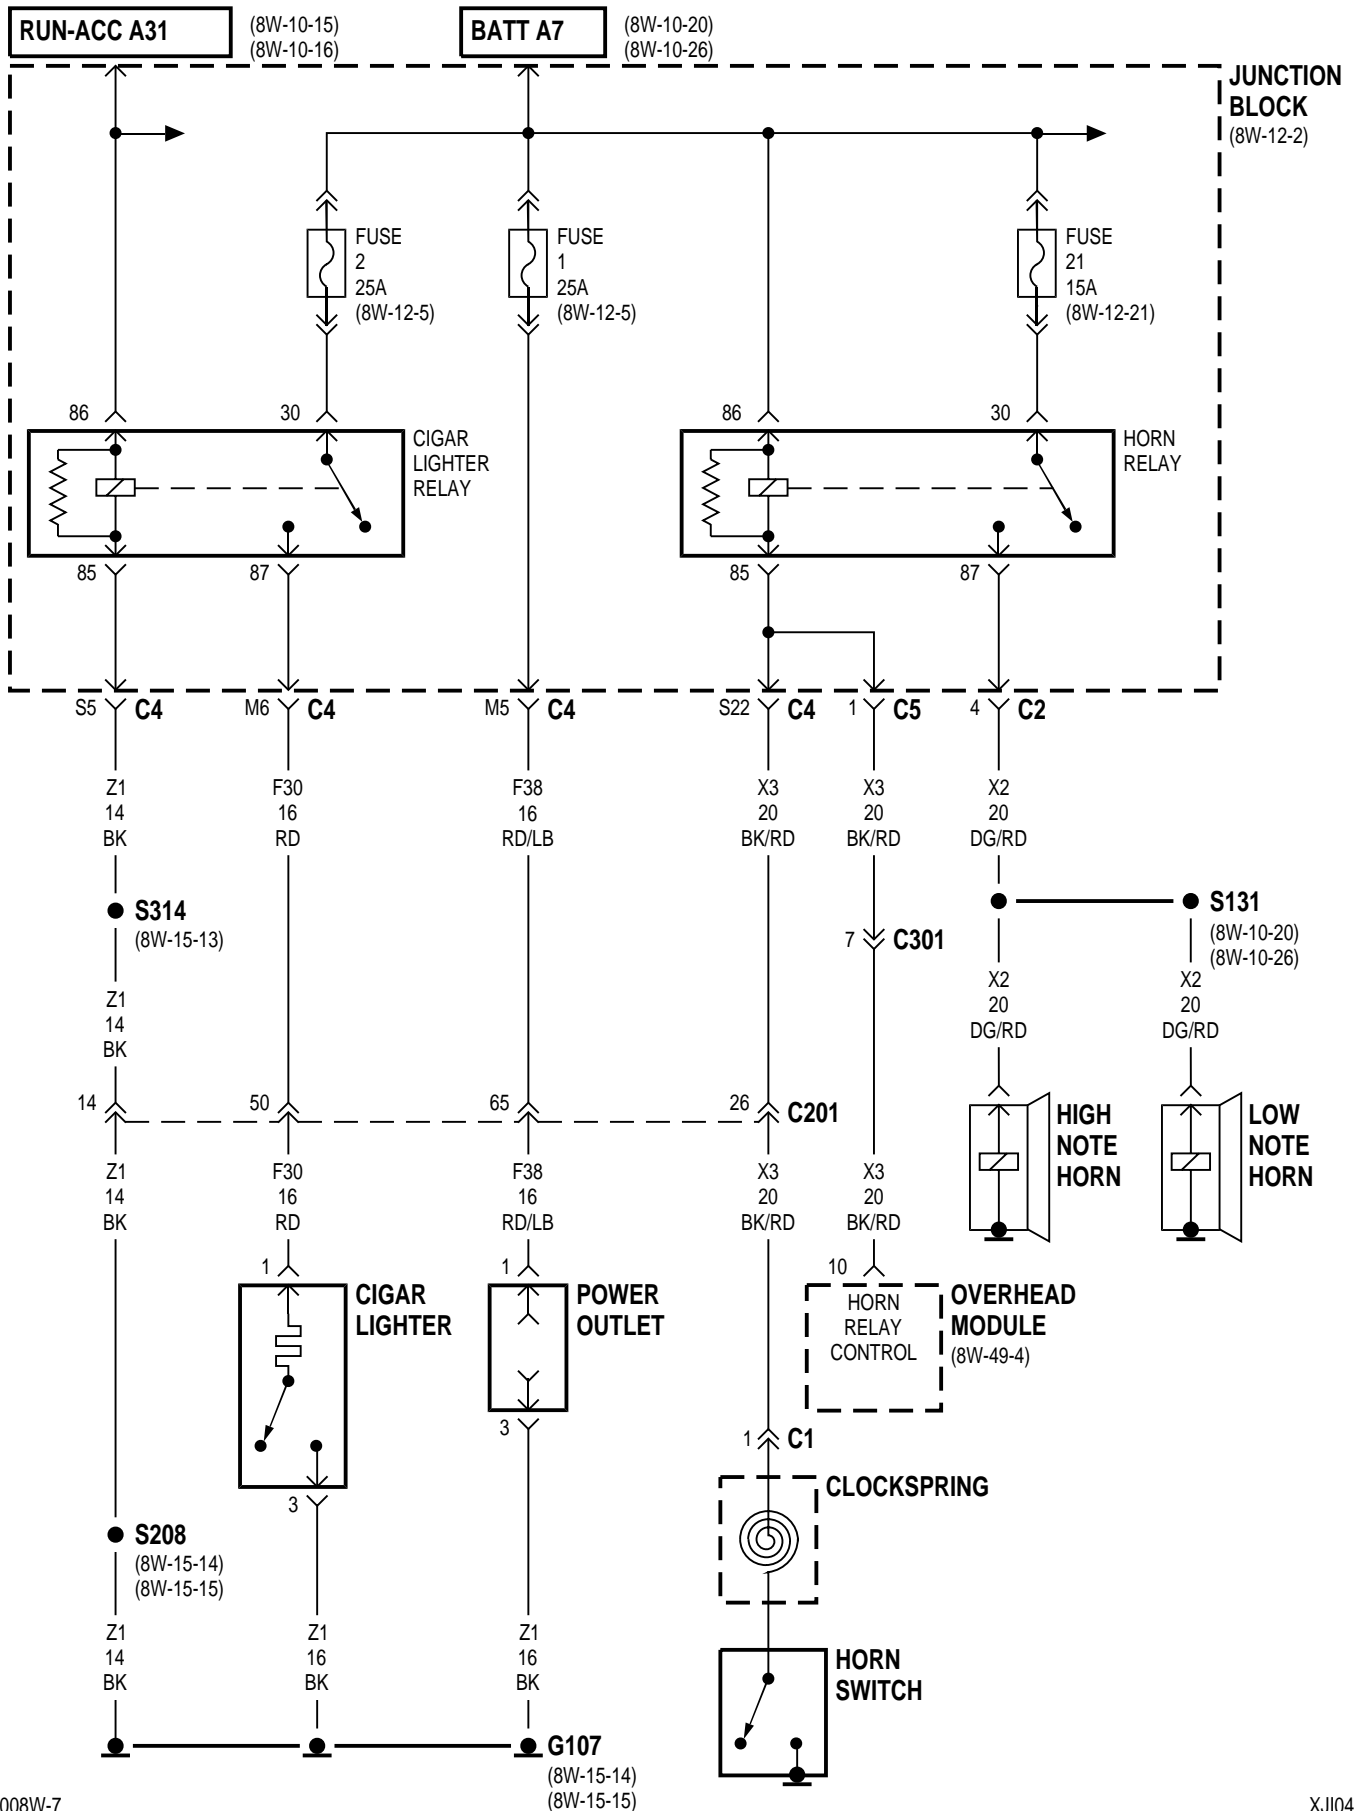 RUN-ACC A31
(8W-10-15)
(8W-10-16)
BATT A7
(8W-10-20)
(8W-10-26)
JUNCTION
BLOCK
(8W-12-2)
FUSE
2
25A
(8W-12-5)
FUSE
1
25A
(8W-12-5)
FUSE
21
15A
(8W-12-21)
86
30
86
30
CIGAR
LIGHTER
RELAY
HORN
RELAY
85
87
85
87
S5
C4
M6
C4
M5
C4
S22
C4
1
C5
4
C2
Z1
14
BK
F30
16
RD
F38
16
RD/LB
X3
20
BK/RD
X3
20
BK/RD
X2
20
DG/RD
S314
(8W-15-13)
7
C301
S131
(8W-10-20)
(8W-10-26)
Z1
14
BK
X2
20
DG/RD
X2
20
DG/RD
14
50
65
26
C201
HIGH
NOTE
HORN
LOW
NOTE
HORN
Z1
14
BK
F30
16
RD
F38
16
RD/LB
X3
20
BK/RD
X3
20
BK/RD
1
1
10
CIGAR
LIGHTER
POWER
OUTLET
HORN
RELAY
CONTROL
OVERHEAD
MODULE
(8W-49-4)
3
1
C1
3
CLOCKSPRING
S208
(8W-15-14)
(8W-15-15)
Z1
14
BK
Z1
16
BK
Z1
16
BK
HORN
SWITCH
G107
(8W-15-14)
(8W-15-15)
008W-7
XJI04